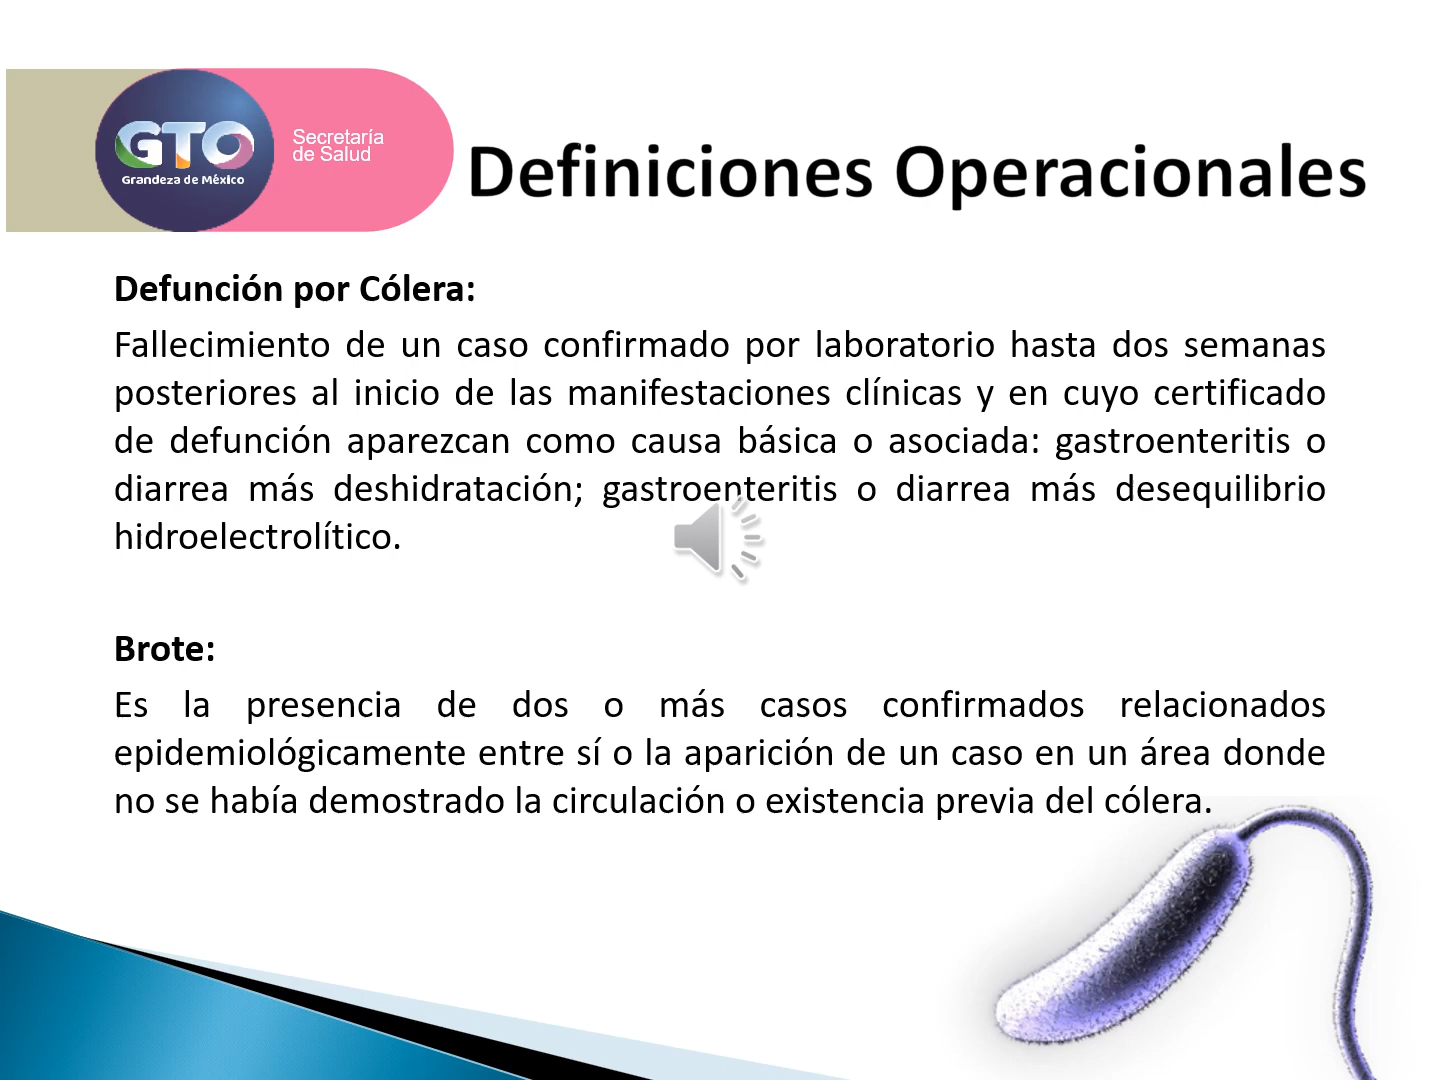 GTO
Grandeza de México
Secretaría
de Salud
Definiciones Operacionales
Defunción por Cólera:
Fallecimiento de un caso confirmado por laboratorio hasta dos semanas
posteriores al inicio de las manifestaciones clínicas y en cuyo certificado
de defunción aparezcan como causa básica o asociada: gastroenteritis o
diarrea más deshidratación; gastroenteritis o diarrea más desequilibrio
hidroelectrolítico.
Brote:
Es la presencia de dos o más casos confirmados relacionados
epidemiológicamente entre sí o la aparición de un caso en un área donde
no se había demostrado la circulación o existencia previa del cólera.